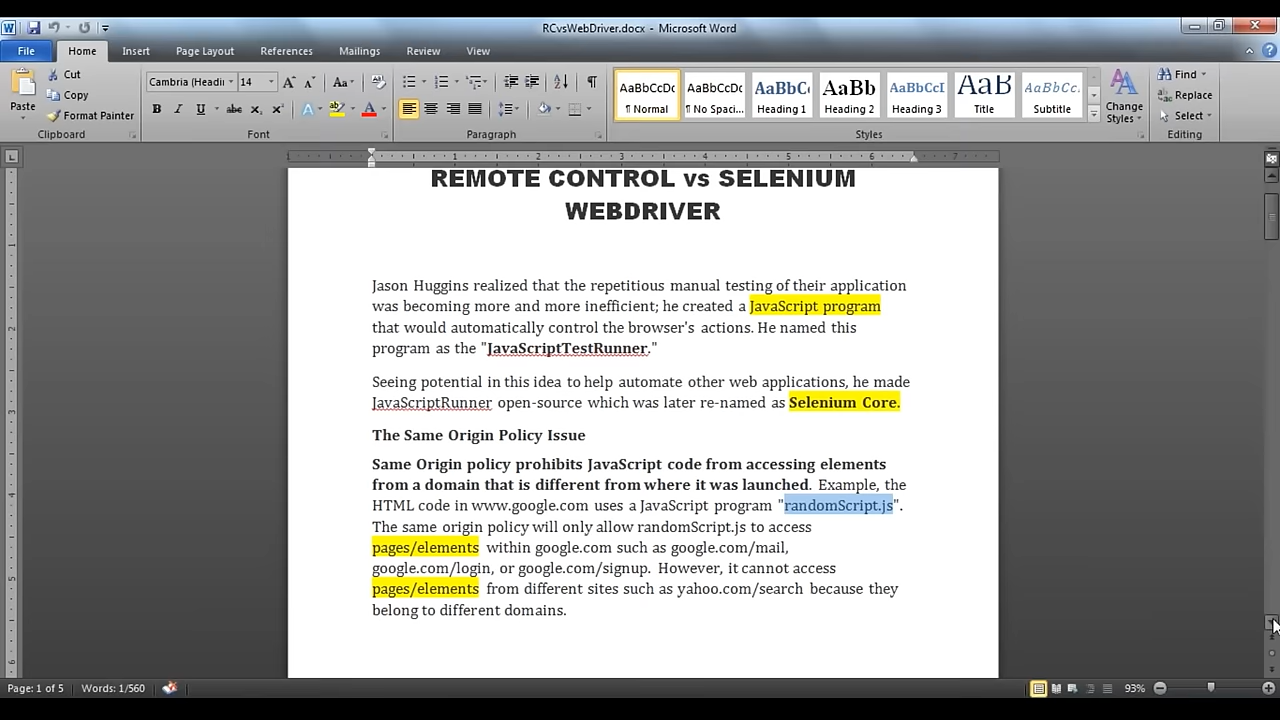 RCvsWebDriver.docx - Microsoft Word
File Home Insert Page Layout References Mailings Review View
Paste
Cut
Copy
Format Painter
Clipboard
Cambria (Headi 14
Font
Paragraph
AaBbCcDc AaBbCcDc AaBbC AaBb AaBbCcI AaB AaBbCcL
¶ Normal ¶ No Spaci... Heading 1 Heading 2 Heading 3 Title Subtitle
Change Styles
Styles
Find
Replace
Select
Editing
REMOTE CONTROL vs SELENIUM
WEBDRIVER
Jason Huggins realized that the repetitious manual testing of their application
was becoming more and more inefficient; he created a JavaScript program
that would automatically control the browser's actions. He named this
program as the "JavaScriptTestRunner."
Seeing potential in this idea to help automate other web applications, he made
JavaScriptRunner open-source which was later re-named as Selenium Core.
The Same Origin Policy Issue
Same Origin policy prohibits JavaScript code from accessing elements
from a domain that is different from where it was launched. Example, the
HTML code in www.google.com uses a JavaScript program "randomScript.js".
The same origin policy will only allow randomScript.js to access
pages/elements within google.com such as google.com/mail,
google.com/login, or google.com/signup. However, it cannot access
pages/elements from different sites such as yahoo.com/search because they
belong to different domains.
Page: 1 of 5 Words: 1/560 93%